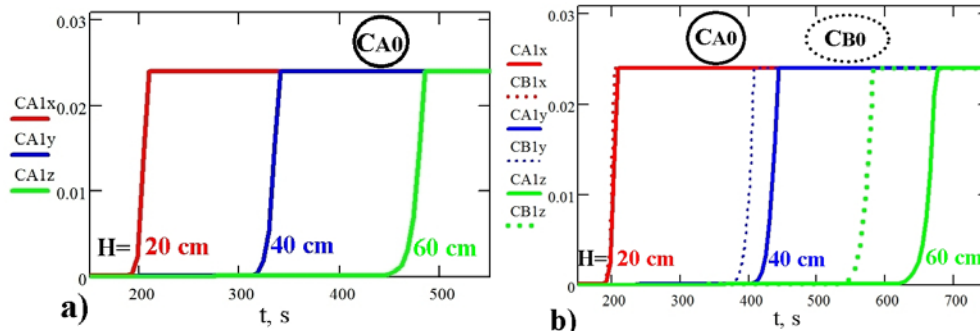 0.03
CA0
CA1x
0.02
CA1y
CA1z
0.01
H= 20 cm 40 cm 60 cm
0
200 300 400 500
a) t, s
0.03
CA0 CB0
CA1x
CB1x
0.02
CA1y
CB1y
CA1z
0.01
CB1z
H= 20 cm 40 cm 60 cm
0
200 300 400 500 600 700
b) t, s